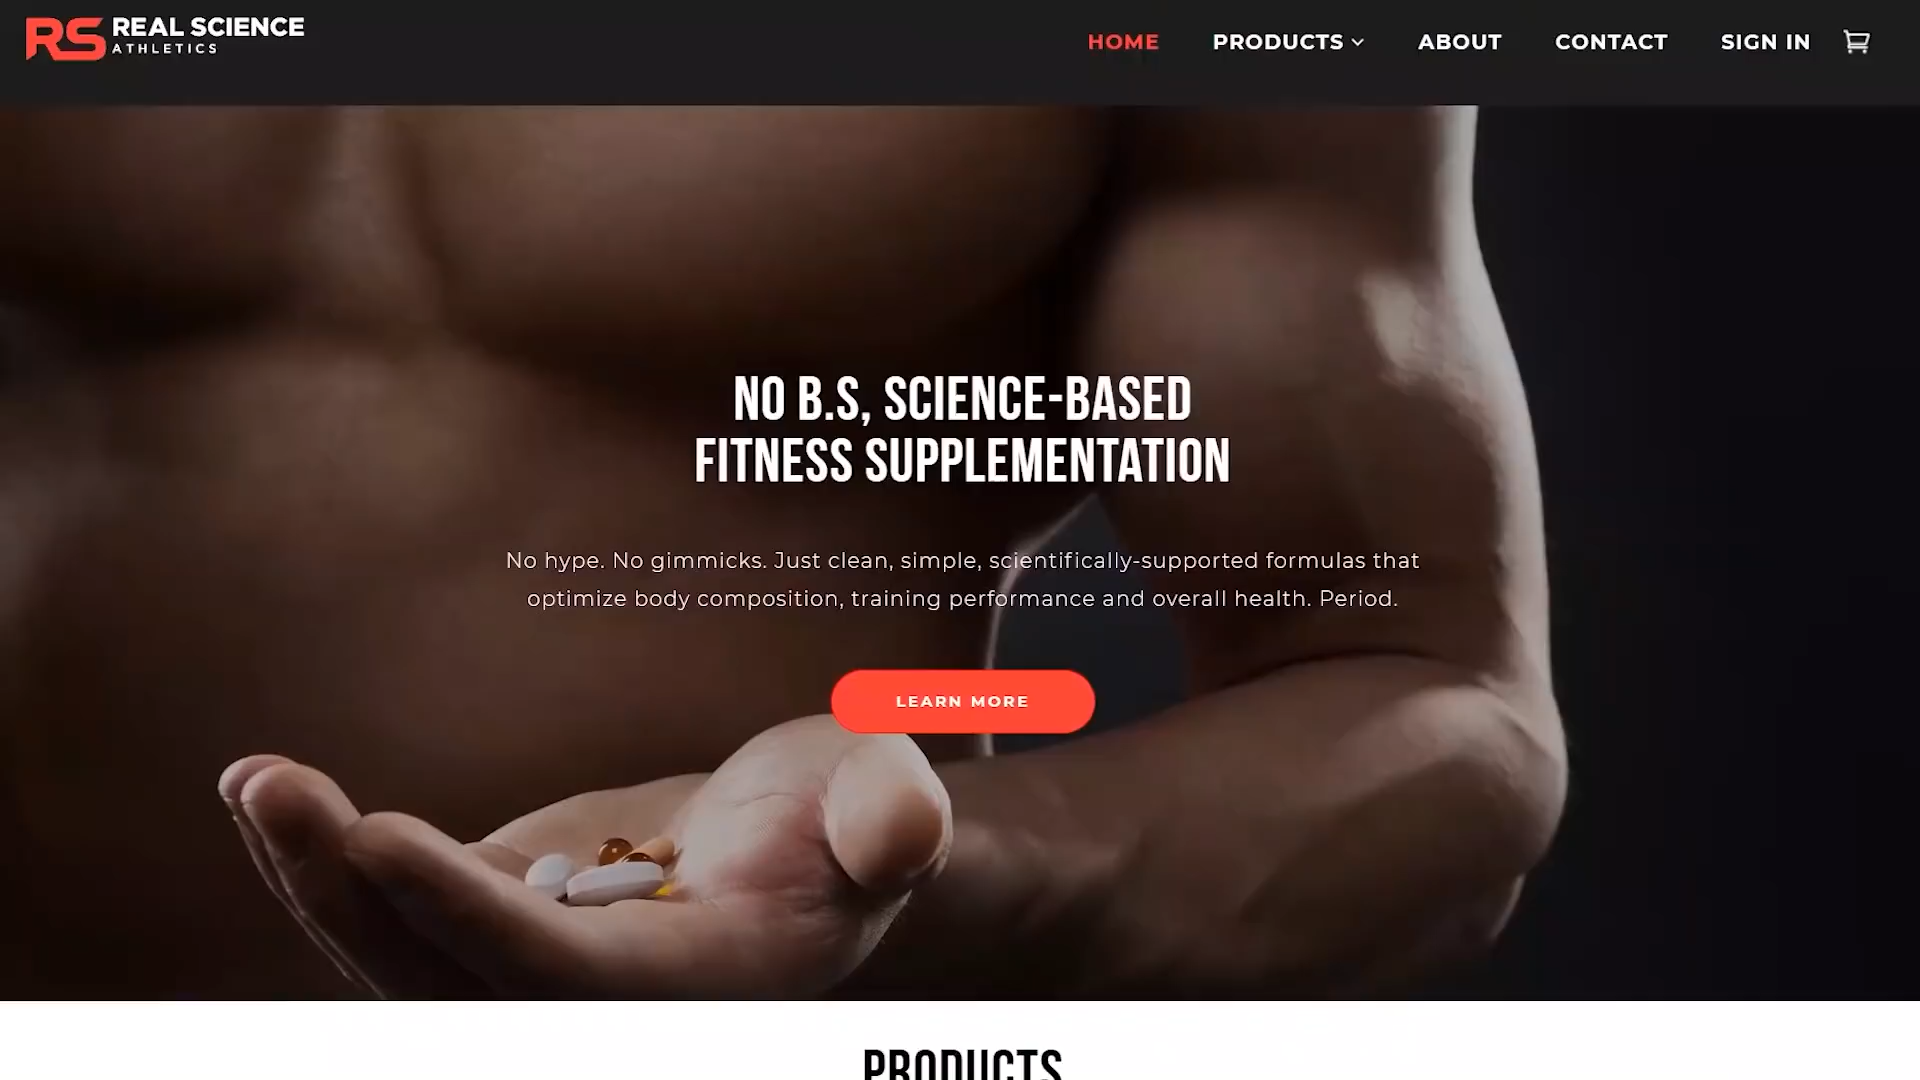 RS REAL SCIENCE
ATHLETICS
HOME PRODUCTS ABOUT CONTACT SIGN IN
NO B.S, SCIENCE-BASED
FITNESS SUPPLEMENTATION
No hype. No gimmicks. Just clean, simple, scientifically-supported formulas that
optimize body composition, training performance and overall health. Period.
LEARN MORE
PRODUCTS